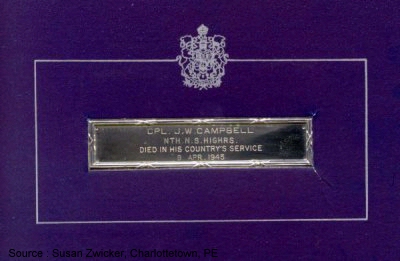 CPL. J.W. CAMPBELL
NTH. N.S. HIGHRS.
DIED IN HIS COUNTRY'S SERVICE
9 APR. 1945
Source : Susan Zwicker, Charlottetown, PE